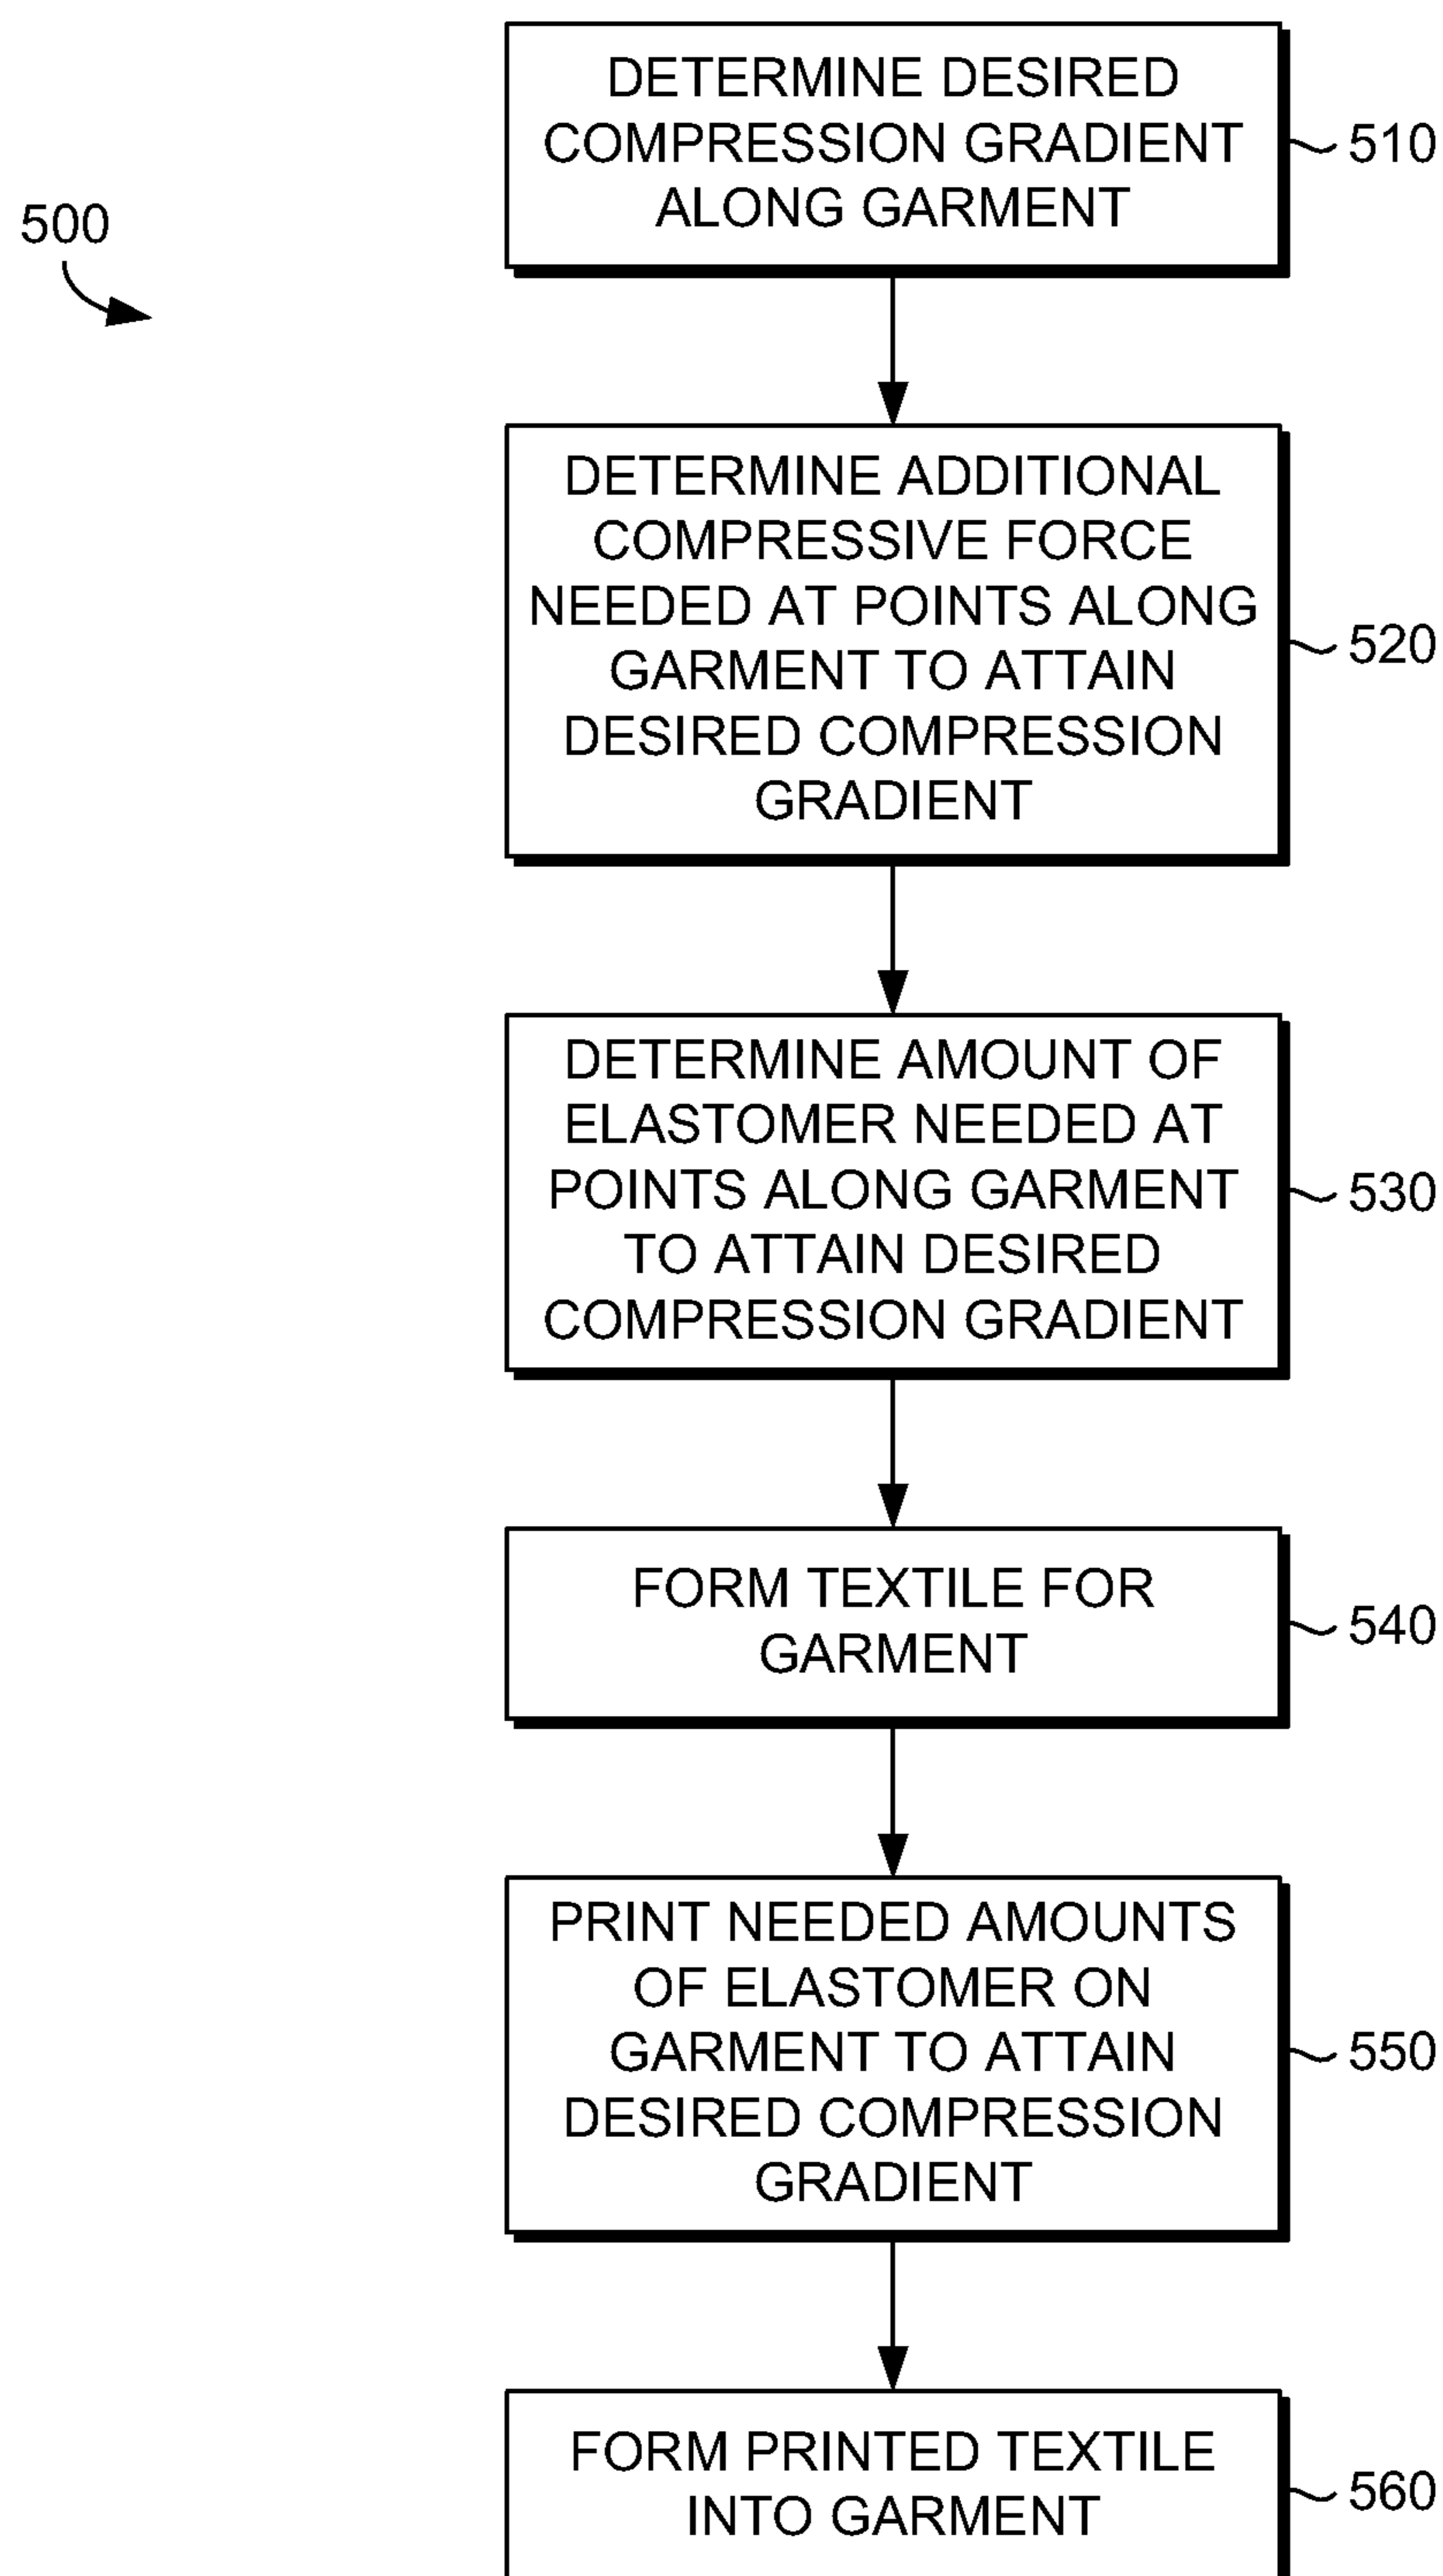 DETERMINE DESIRED
COMPRESSION GRADIENT
ALONG GARMENT
510
500
DETERMINE ADDITIONAL
COMPRESSIVE FORCE
NEEDED AT POINTS ALONG
GARMENT TO ATTAIN
DESIRED COMPRESSION
GRADIENT
520
DETERMINE AMOUNT OF
ELASTOMER NEEDED AT
POINTS ALONG GARMENT
TO ATTAIN DESIRED
COMPRESSION GRADIENT
530
FORM TEXTILE FOR
GARMENT
540
PRINT NEEDED AMOUNTS
OF ELASTOMER ON
GARMENT TO ATTAIN
DESIRED COMPRESSION
GRADIENT
550
FORM PRINTED TEXTILE
INTO GARMENT
560